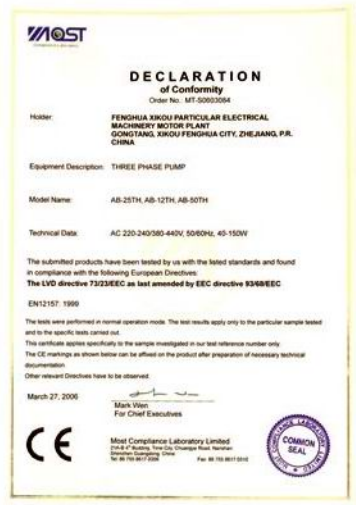 MOST
DECLARATION
of Conformity
Order No.: MT-S0603084
Holder:
FENGHUA XIKOU PARTICULAR ELECTRICAL
MACHINERY MOTOR PLANT
GONGTANG, XIKOU FENGHUA CITY, ZHEJIANG, P.R.
CHINA
Equipment Description: THREE PHASE PUMP
Model Name: AB-25TH, AB-12TH, AB-50TH
Technical Data: AC 220-240/380-440V, 50/60Hz, 40-150W
The submitted products have been tested by us with the listed standards and found
in compliance with the following European Directives:
The LVD directive 73/23/EEC as last amended by EEC directive 93/68/EEC
EN12157: 1999
The tests were performed in normal operation mode. The test results apply only to the particular sample tested
and to the specific tests carried out.
This certificate applies specifically to the sample investigated in our test reference number only.
The CE markings as shown below can be affixed on the product after preparation of necessary technical
documentation.
Other relevant Directives have to be observed.
March 27, 2006
Mark Wen
For Chief Executives
CE
Most Compliance Laboratory Limited
Shenzhen Guangdong, China
COMPLIANCE LABORATORY
COMMON
SEAL
MOST LIMITED